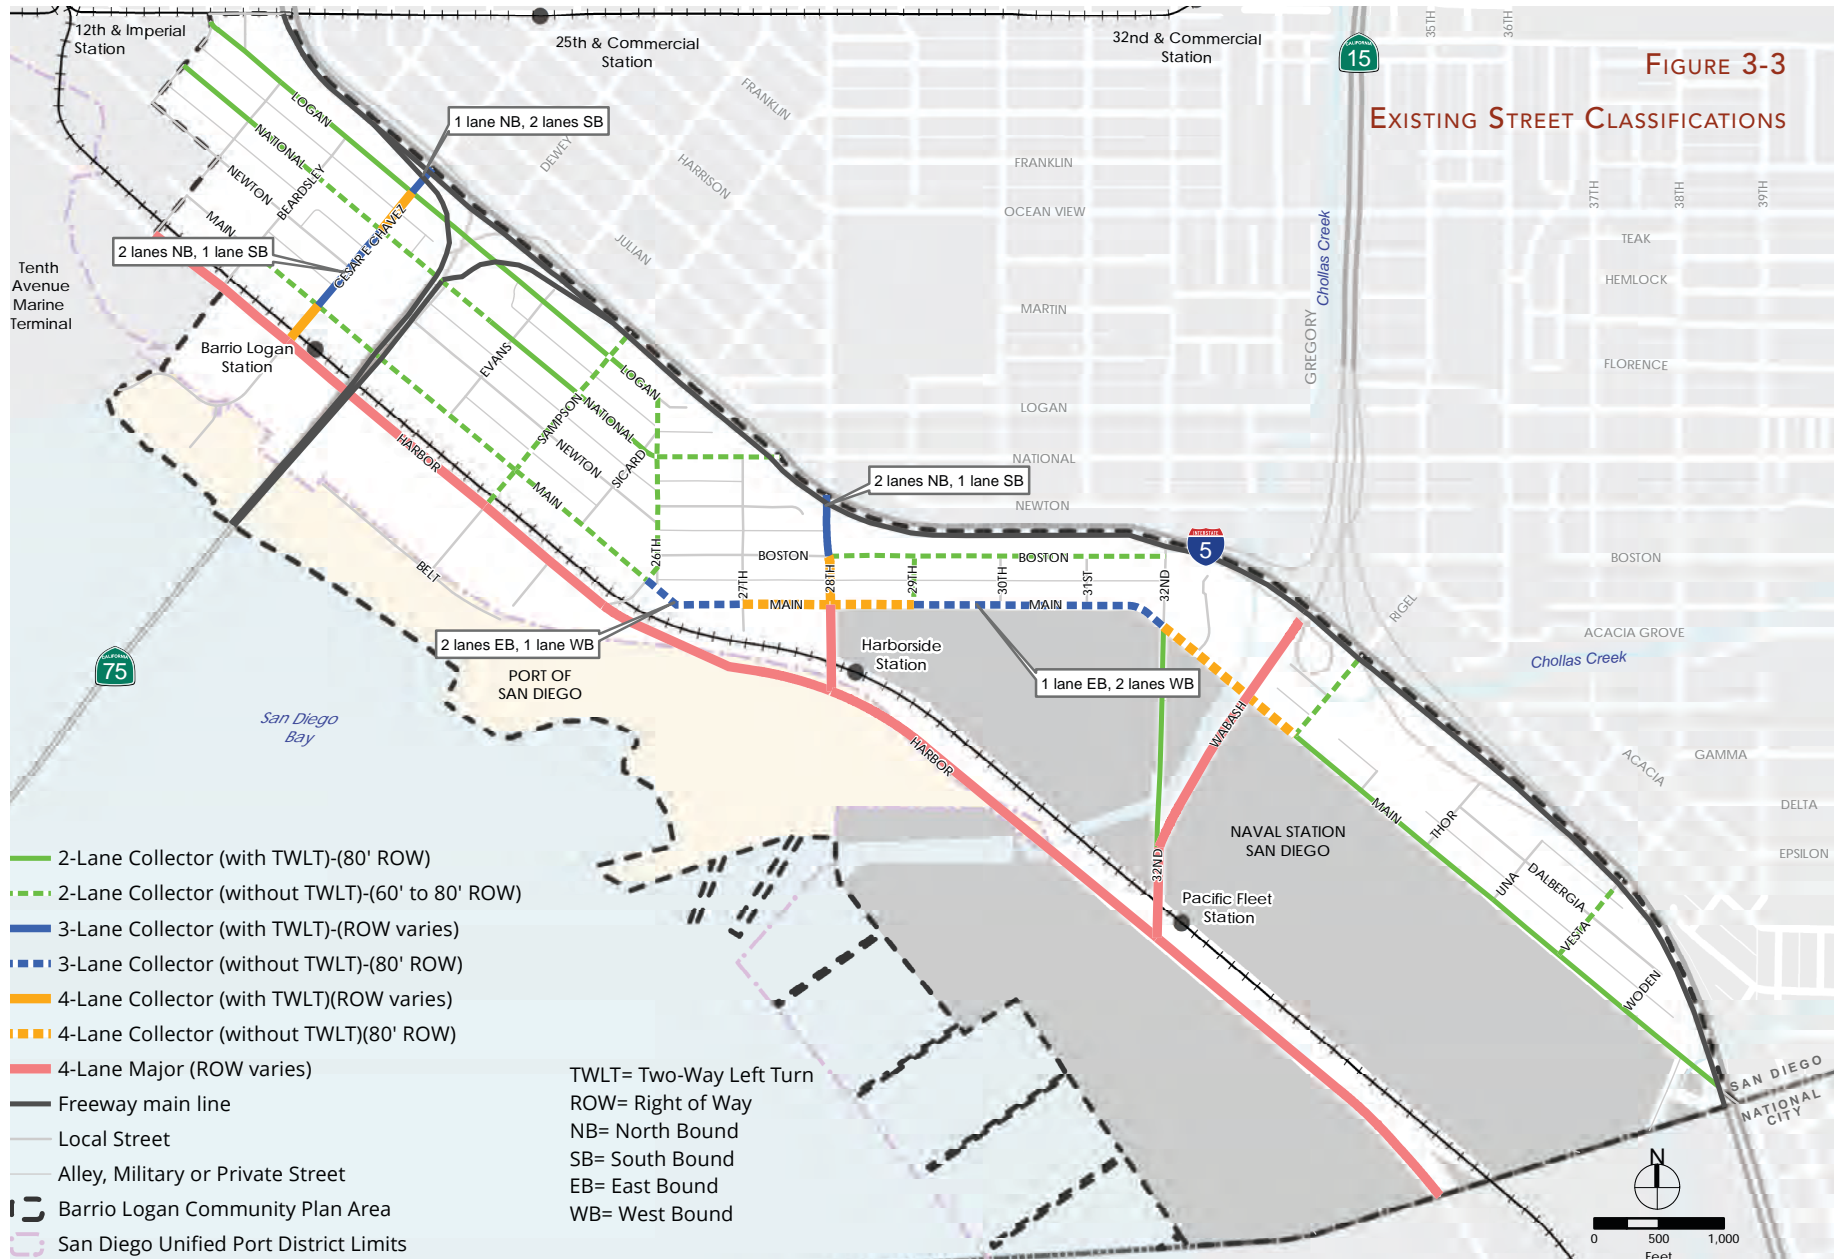 12th & Imperial
Station
25th & Commercial
Station
32nd & Commercial
Station
CALIFORNIA
15
35TH
36TH
FIGURE 3-3
EXISTING STREET CLASSIFICATIONS
FRANKLIN
LOGAN
1 lane NB, 2 lanes SB
NATIONAL
DEWEY
HARRISON
FRANKLIN
NEWTON
BEARDSLEY
MAIN
CESAR E CHAVEZ
OCEAN VIEW
37TH
38TH
39TH
JULIAN
TEAK
2 lanes NB, 1 lane SB
Chollas Creek
HEMLOCK
Tenth
Avenue
Marine
Terminal
MARTIN
GREGORY
Barrio Logan
Station
EVANS
FLORENCE
LOGAN
LOGAN
SAMPSON
NATIONAL
HARBOR
NEWTON
SICARD
NATIONAL
MAIN
2 lanes NB, 1 lane SB
NEWTON
26TH
BOSTON
BOSTON
INTERSTATE
5
BOSTON
BELT
27TH
28TH
29TH
30TH
31ST
32ND
MAIN
MAIN
RIGEL
ACACIA GROVE
2 lanes EB, 1 lane WB
Harborside
Station
Chollas Creek
CALIFORNIA
75
PORT OF
SAN DIEGO
1 lane EB, 2 lanes WB
San Diego
Bay
WABASH
HARBOR
ACACIA
GAMMA
MAIN
THOR
DELTA
NAVAL STATION
SAN DIEGO
EPSILON
32ND
UNA
DALBERGIA
Pacific Fleet
Station
VESTA
WODEN
2-Lane Collector (with TWLT)-(80' ROW)
2-Lane Collector (without TWLT)-(60' to 80' ROW)
3-Lane Collector (with TWLT)-(ROW varies)
3-Lane Collector (without TWLT)-(80' ROW)
4-Lane Collector (with TWLT)(ROW varies)
4-Lane Collector (without TWLT)(80' ROW)
4-Lane Major (ROW varies)
Freeway main line
Local Street
Alley, Military or Private Street
Barrio Logan Community Plan Area
San Diego Unified Port District Limits
TWLT= Two-Way Left Turn
ROW= Right of Way
NB= North Bound
SB= South Bound
EB= East Bound
WB= West Bound
SAN DIEGO
NATIONAL
CITY
N
0 500 1,000
Feet